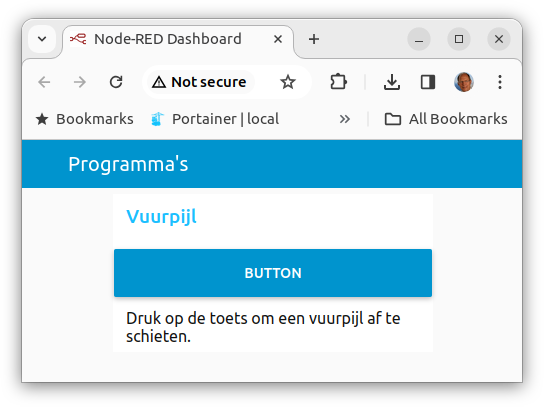 Node-RED Dashboard
Not secure
Bookmarks
Portainer | local
All Bookmarks
Programma's
Vuurpijl
BUTTON
Druk op de toets om een vuurpijl af te
schieten.